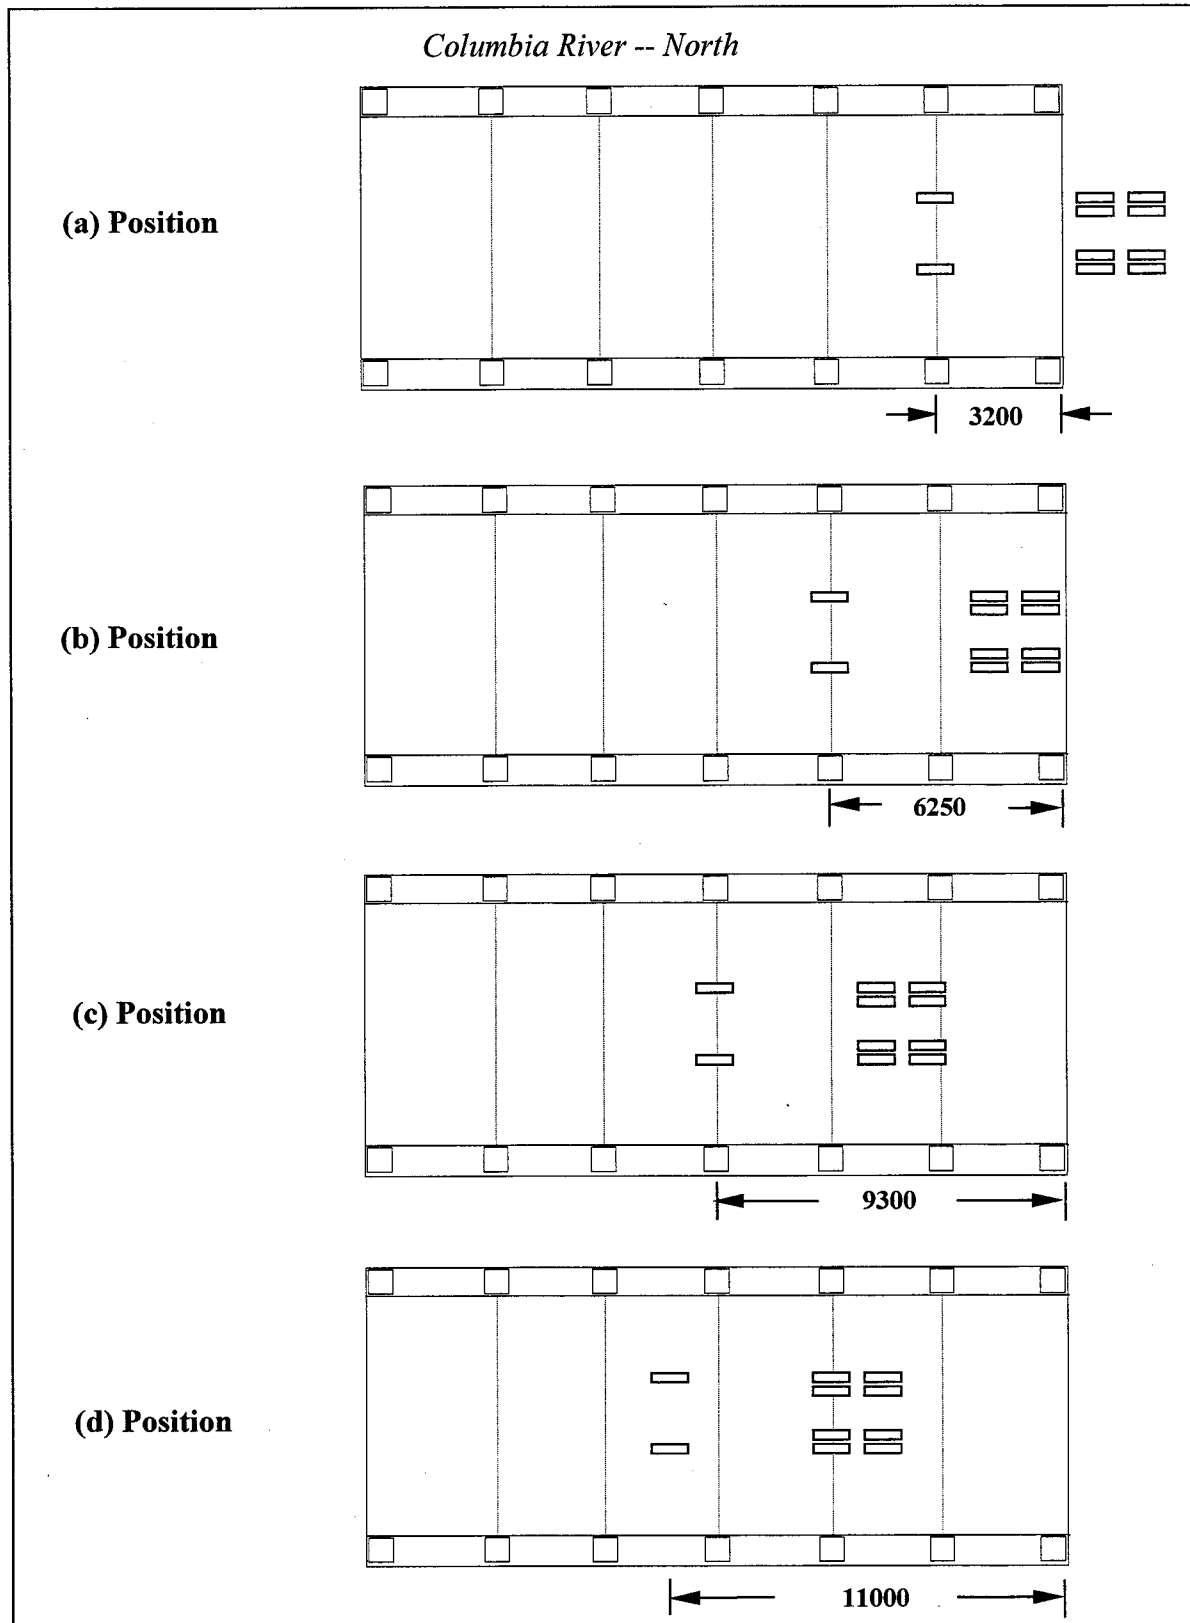 Columbia River -- North
(a) Position
3200
(b) Position
6250
(c) Position
9300
(d) Position
11000